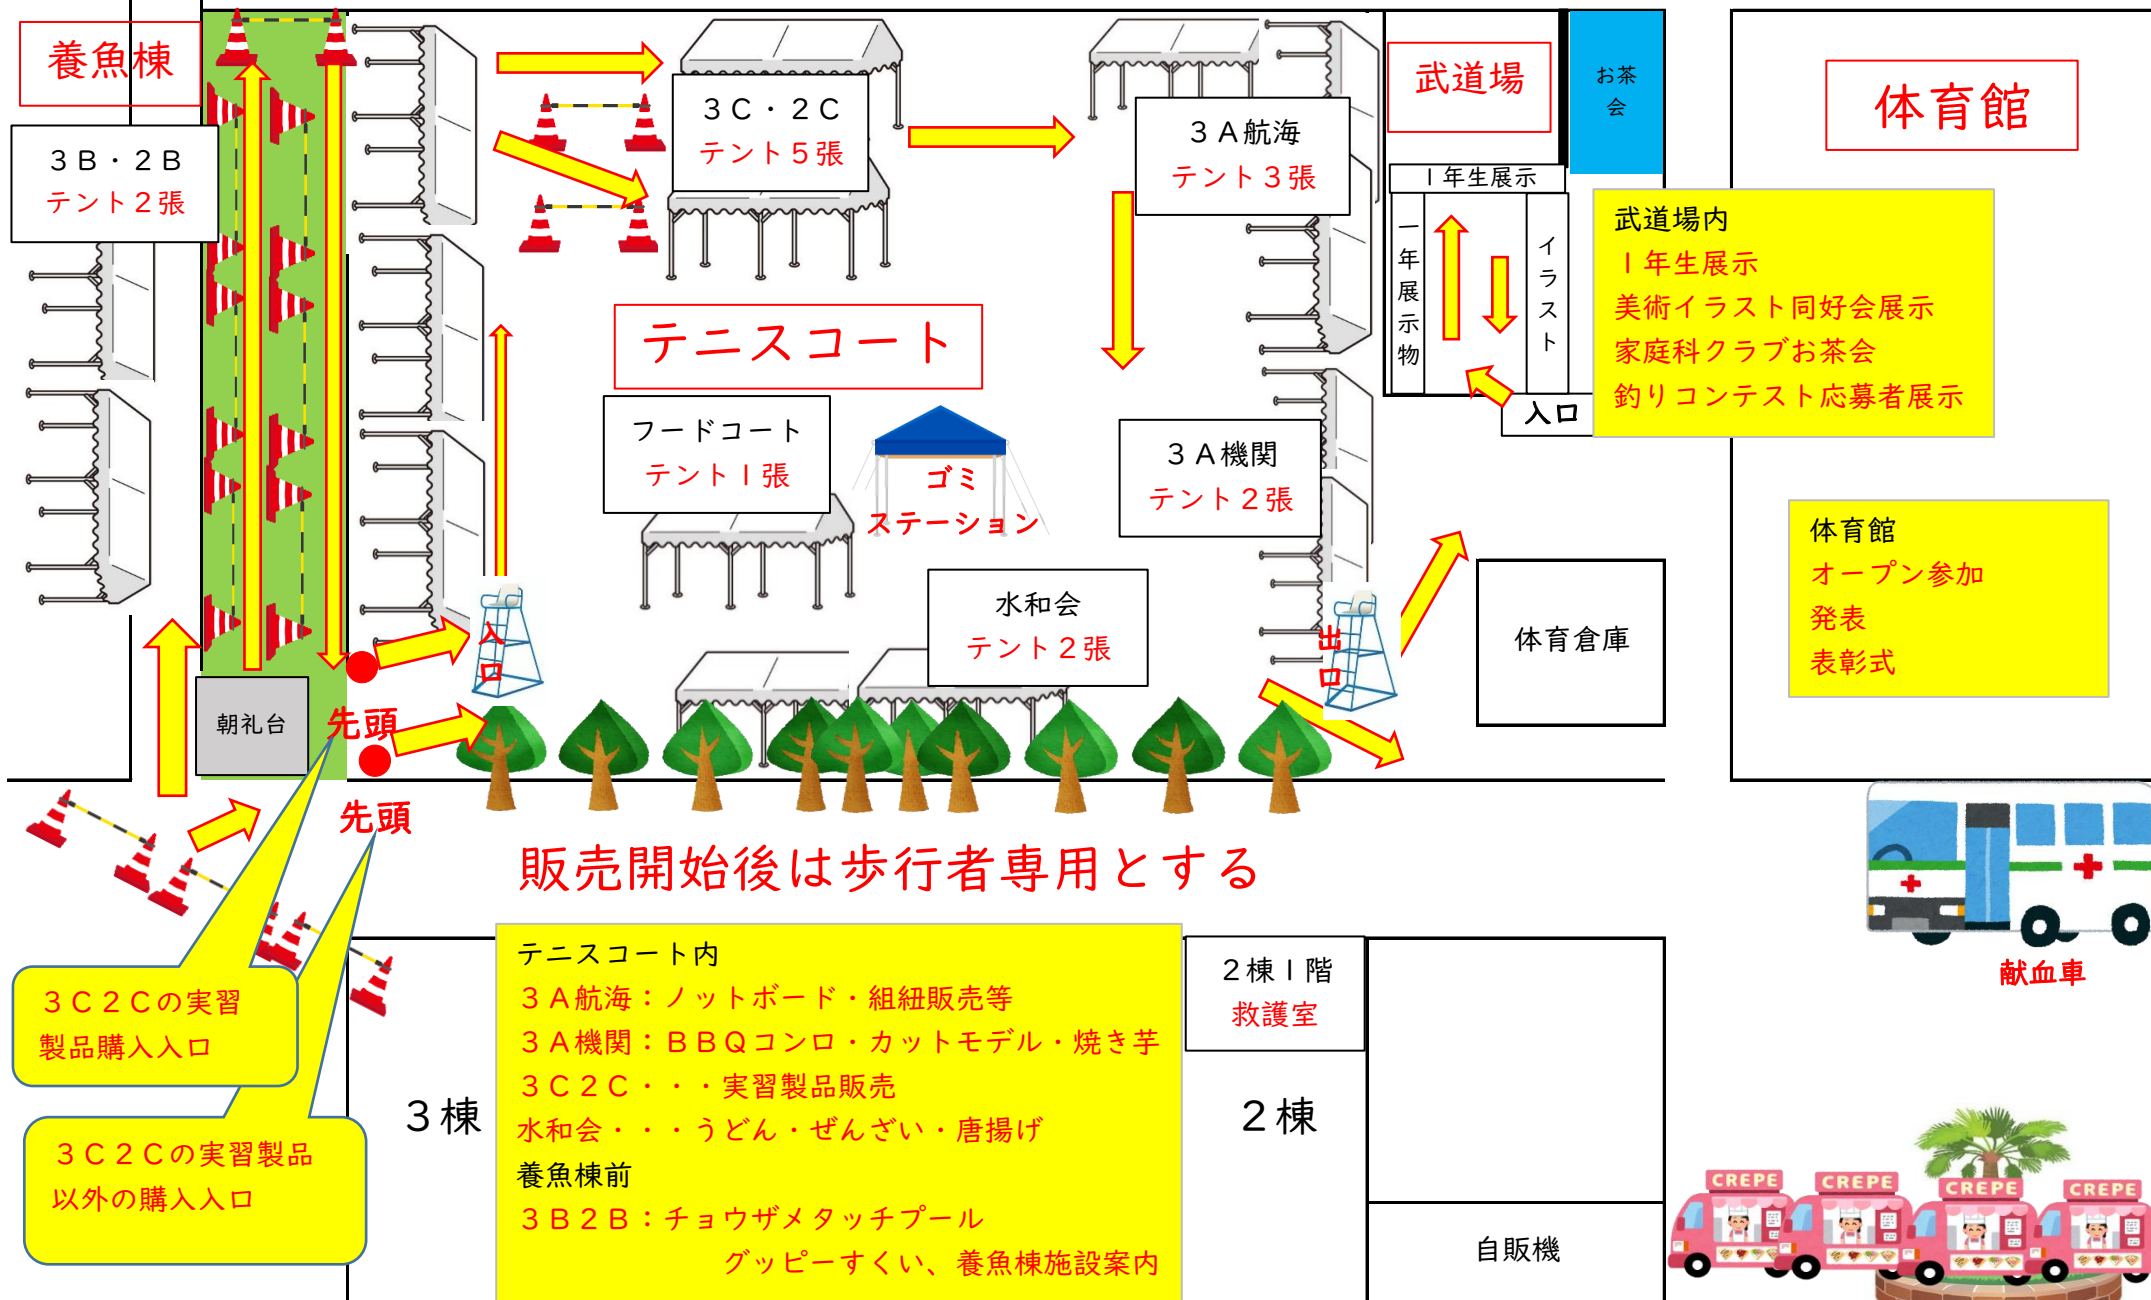 養魚棟
３Ｂ・２Ｂ
テント２張
３Ｃ・２Ｃ
テント５張
３Ａ航海
テント３張
武道場
お茶
会
体育館
１年生展示
一年展示物
イラスト
入口
武道場内
１年生展示
美術イラスト同好会展示
家庭科クラブお茶会
釣りコンテスト応募者展示
テニスコート
フードコート
テント１張
ゴミ
ステーション
３Ａ機関
テント２張
水和会
テント２張
入口
出口
体育倉庫
体育館
オープン参加
発表
表彰式
朝礼台
先頭
先頭
販売開始後は歩行者専用とする
献血車
３Ｃ２Ｃの実習
製品購入入口
３Ｃ２Ｃの実習製品
以外の購入入口
３棟
テニスコート内
３Ａ航海：ノットボード・組紐販売等
３Ａ機関：ＢＢＱコンロ・カットモデル・焼き芋
３Ｃ２Ｃ・・・実習製品販売
水和会・・・うどん・ぜんざい・唐揚げ
養魚棟前
３Ｂ２Ｂ：チョウザメタッチプール
グッピーすくい、養魚棟施設案内
２棟１階
救護室
２棟
自販機
CREPE
CREPE
CREPE
CREPE